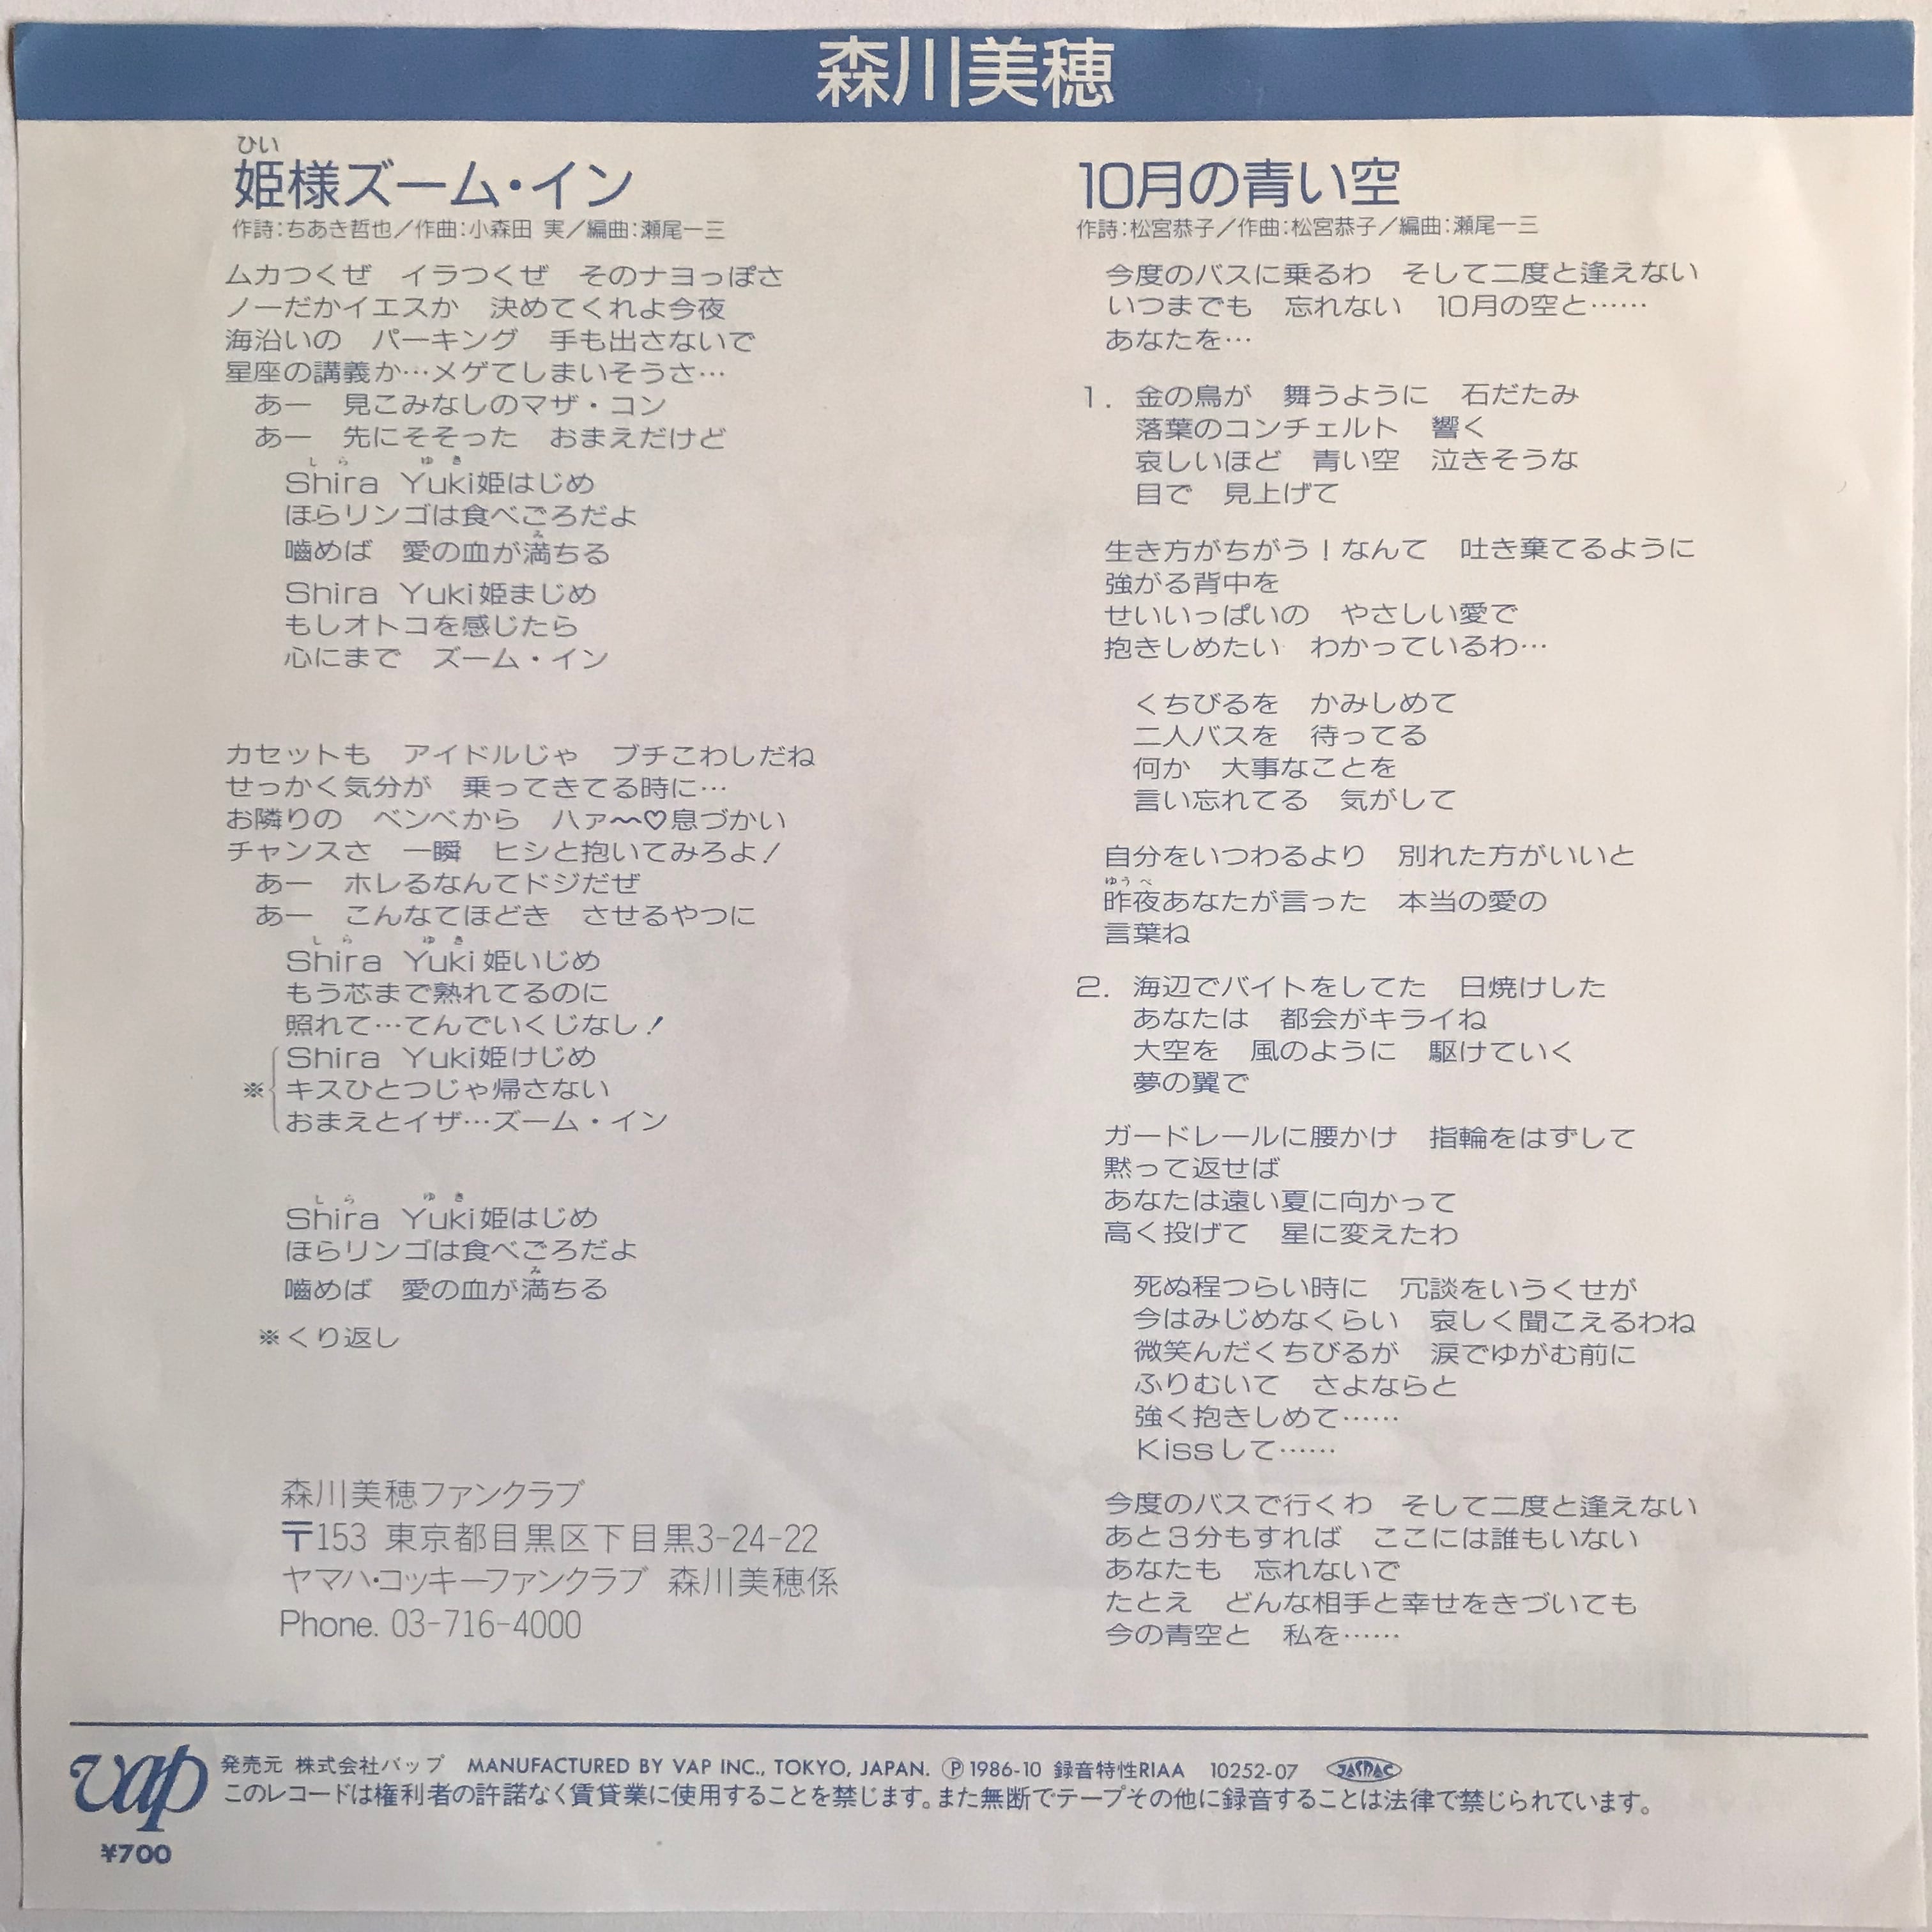 森川美穂
ひい
姫様ズーム・イン
作詩:ちあき哲也／作曲:小森田 実／編曲:瀬尾一三
ムカつくぜ　イラつくぜ　そのナヨっぽさ
ノーだかイエスか　決めてくれよ今夜
海沿いの　パーキング　手も出さないで
星座の講義か…メゲてしまいそうさ…
あー　見こみなしのマザ・コン
あー　先にそそった　おまえだけど
しら　ゆき
Shira Yuki姫はじめ
ほらリンゴは食べごろだよ
み
嚙めば　愛の血が満ちる
Shira Yuki姫まじめ
もしオトコを感じたら
心にまで　ズーム・イン
カセットも　アイドルじゃ　ブチこわしだね
せっかく気分が　乗ってきてる時に…
お隣りの　ベンベから　ハァ〜♡息づかい
チャンスさ　一瞬　ヒシと抱いてみろよ！
あー　ホレるなんてドジだぜ
あー　こんなてほどき　させるやつに
しら　ゆき
Shira Yuki姫いじめ
もう芯まで熟れてるのに
照れて…てんでいくじなし！
Shira Yuki姫けじめ
※キスひとつじゃ帰さない
おまえとイザ…ズーム・イン
しら　ゆき
Shira Yuki姫はじめ
ほらリンゴは食べごろだよ
み
嚙めば　愛の血が満ちる
※くり返し
森川美穂ファンクラブ
〒153 東京都目黒区下目黒3-24-22
ヤマハ・コッキーファンクラブ 森川美穂係
Phone. 03-716-4000
10月の青い空
作詩:松宮恭子／作曲:松宮恭子／編曲:瀬尾一三
今度のバスに乗るわ　そして二度と逢えない
いつまでも　忘れない　10月の空と……
あなたを…
1. 金の鳥が　舞うように　石だたみ
落葉のコンチェルト　響く
哀しいほど　青い空　泣きそうな
目で　見上げて
生き方がちがう！なんて　吐き棄てるように
強がる背中を
せいいっぱいの　やさしい愛で
抱きしめたい　わかっているわ…
くちびるを　かみしめて
二人バスを　待ってる
何か　大事なことを
言い忘れてる　気がして
自分をいつわるより　別れた方がいいと
ゆうべ
昨夜あなたが言った　本当の愛の
言葉ね
2. 海辺でバイトをしてた　日焼けした
あなたは　都会がキライね
大空を　風のように　駆けていく
夢の翼で
ガードレールに腰かけ　指輪をはずして
黙って返せば
あなたは遠い夏に向かって
高く投げて　星に変えたわ
死ぬ程つらい時に　冗談をいうくせが
今はみじめなくらい　哀しく聞こえるわね
微笑んだくちびるが　涙でゆがむ前に
ふりむいて　さよならと
強く抱きしめて……
Kissして……
今度のバスで行くわ　そして二度と逢えない
あと3分もすれば　ここには誰もいない
あなたも　忘れないで
たとえ　どんな相手と幸せをきづいても
今の青空と　私を……
vap
¥700
発売元 株式会社バップ MANUFACTURED BY VAP INC., TOKYO, JAPAN. Ⓟ1986-10 録音特性RIAA 10252-07 JASRAC
このレコードは権利者の許諾なく賃貸業に使用することを禁じます。また無断でテープその他に録音することは法律で禁じられています。